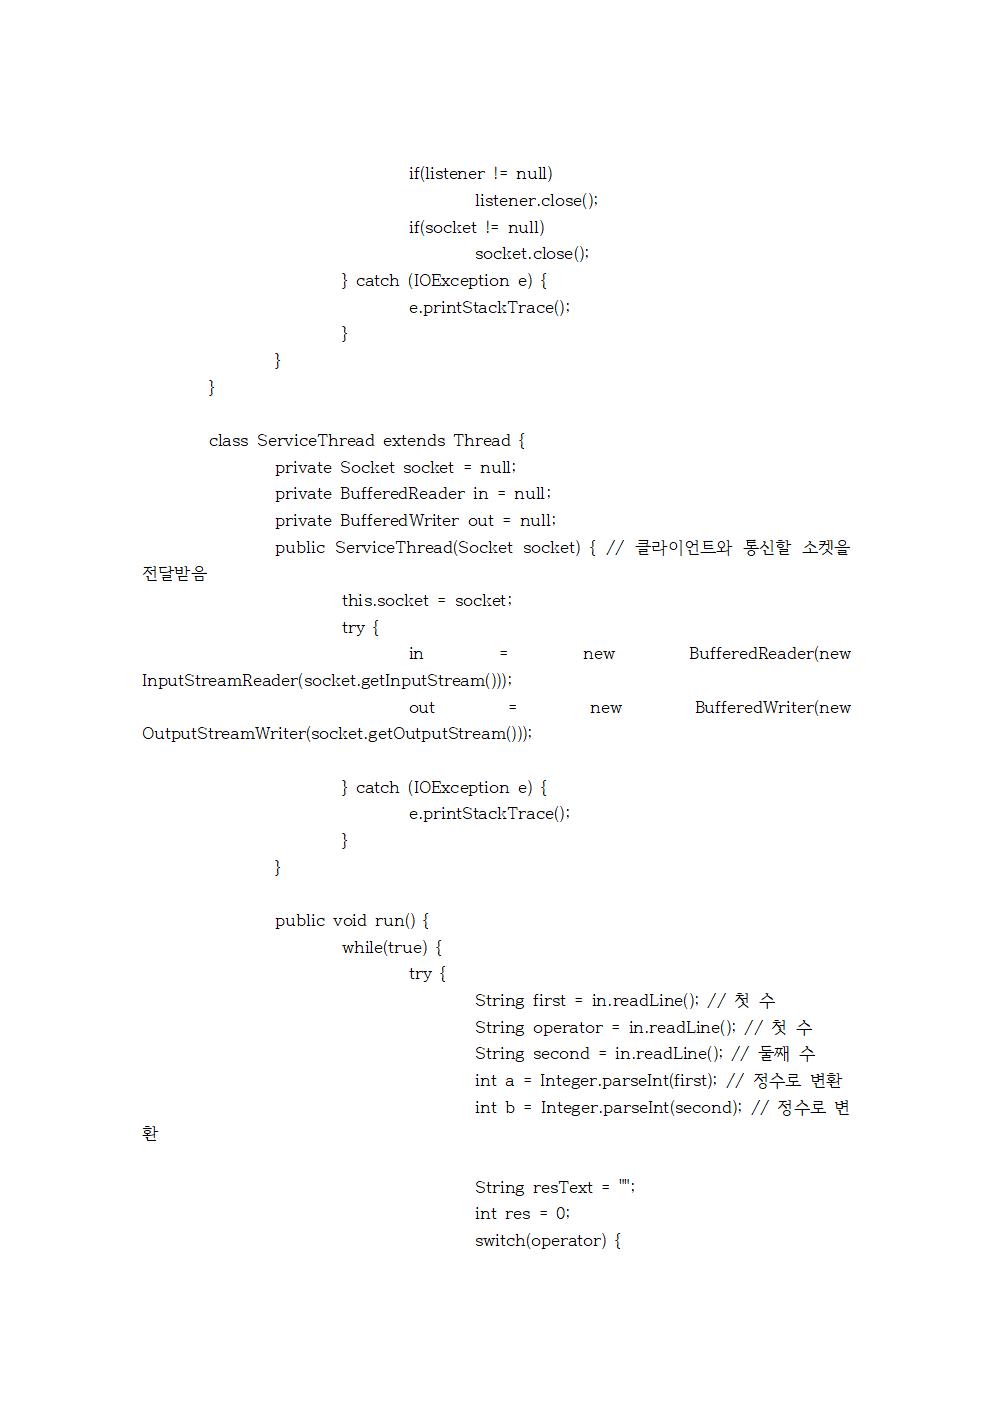 if(listener != null)
listener.close();
if(socket != null)
socket.close();
} catch (IOException e) {
e.printStackTrace();
}
}
}
class ServiceThread extends Thread {
private Socket socket = null;
private BufferedReader in = null;
private BufferedWriter out = null;
public ServiceThread(Socket socket) { // 클라이언트와 통신할 소켓을
전달받음
this.socket = socket;
try {
in = new BufferedReader(new
InputStreamReader(socket.getInputStream()));
out = new BufferedWriter(new
OutputStreamWriter(socket.getOutputStream()));
} catch (IOException e) {
e.printStackTrace();
}
}
public void run() {
while(true) {
try {
String first = in.readLine(); // 첫 수
String operator = in.readLine(); // 첫 수
String second = in.readLine(); // 둘째 수
int a = Integer.parseInt(first); // 정수로 변환
int b = Integer.parseInt(second); // 정수로 변
환
String resText = "";
int res = 0;
switch(operator) {